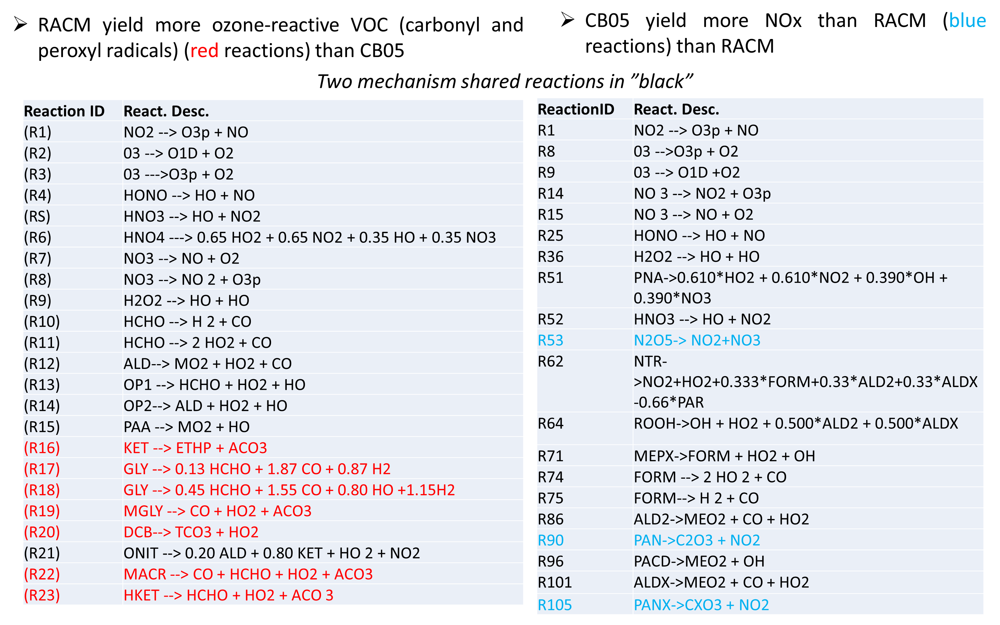 ➢ RACM yield more ozone-reactive VOC (carbonyl and
peroxyl radicals) (red reactions) than CB05
➢ CB05 yield more NOx than RACM (blue
reactions) than RACM
Two mechanism shared reactions in ”black”
Reaction ID React. Desc.
(R1) NO2 --> O3p + NO
(R2) 03 --> O1D + O2
(R3) 03 --->O3p + O2
(R4) HONO --> HO + NO
(RS) HNO3 --> HO + NO2
(R6) HNO4 ---> 0.65 HO2 + 0.65 NO2 + 0.35 HO + 0.35 NO3
(R7) NO3 --> NO + O2
(R8) NO3 --> NO 2 + O3p
(R9) H2O2 --> HO + HO
(R10) HCHO --> H 2 + CO
(R11) HCHO --> 2 HO2 + CO
(R12) ALD--> MO2 + HO2 + CO
(R13) OP1 --> HCHO + HO2 + HO
(R14) OP2--> ALD + HO2 + HO
(R15) PAA --> MO2 + HO
(R16) KET --> ETHP + ACO3
(R17) GLY --> 0.13 HCHO + 1.87 CO + 0.87 H2
(R18) GLY --> 0.45 HCHO + 1.55 CO + 0.80 HO +1.15H2
(R19) MGLY --> CO + HO2 + ACO3
(R20) DCB--> TCO3 + HO2
(R21) ONIT --> 0.20 ALD + 0.80 KET + HO 2 + NO2
(R22) MACR --> CO + HCHO + HO2 + ACO3
(R23) HKET --> HCHO + HO2 + ACO 3
ReactionID React. Desc.
R1 NO2 --> O3p + NO
R8 03 -->O3p + O2
R9 03 --> O1D +O2
R14 NO 3 --> NO2 + O3p
R15 NO 3 --> NO + O2
R25 HONO --> HO + NO
R36 H2O2 --> HO + HO
R51 PNA->0.610*HO2 + 0.610*NO2 + 0.390*OH +
0.390*NO3
R52 HNO3 --> HO + NO2
R53 N2O5-> NO2+NO3
R62 NTR-
>NO2+HO2+0.333*FORM+0.33*ALD2+0.33*ALDX
-0.66*PAR
R64 ROOH->OH + HO2 + 0.500*ALD2 + 0.500*ALDX
R71 MEPX->FORM + HO2 + OH
R74 FORM --> 2 HO 2 + CO
R75 FORM--> H 2 + CO
R86 ALD2->MEO2 + CO + HO2
R90 PAN->C2O3 + NO2
R96 PACD->MEO2 + OH
R101 ALDX->MEO2 + CO + HO2
R105 PANX->CXO3 + NO2